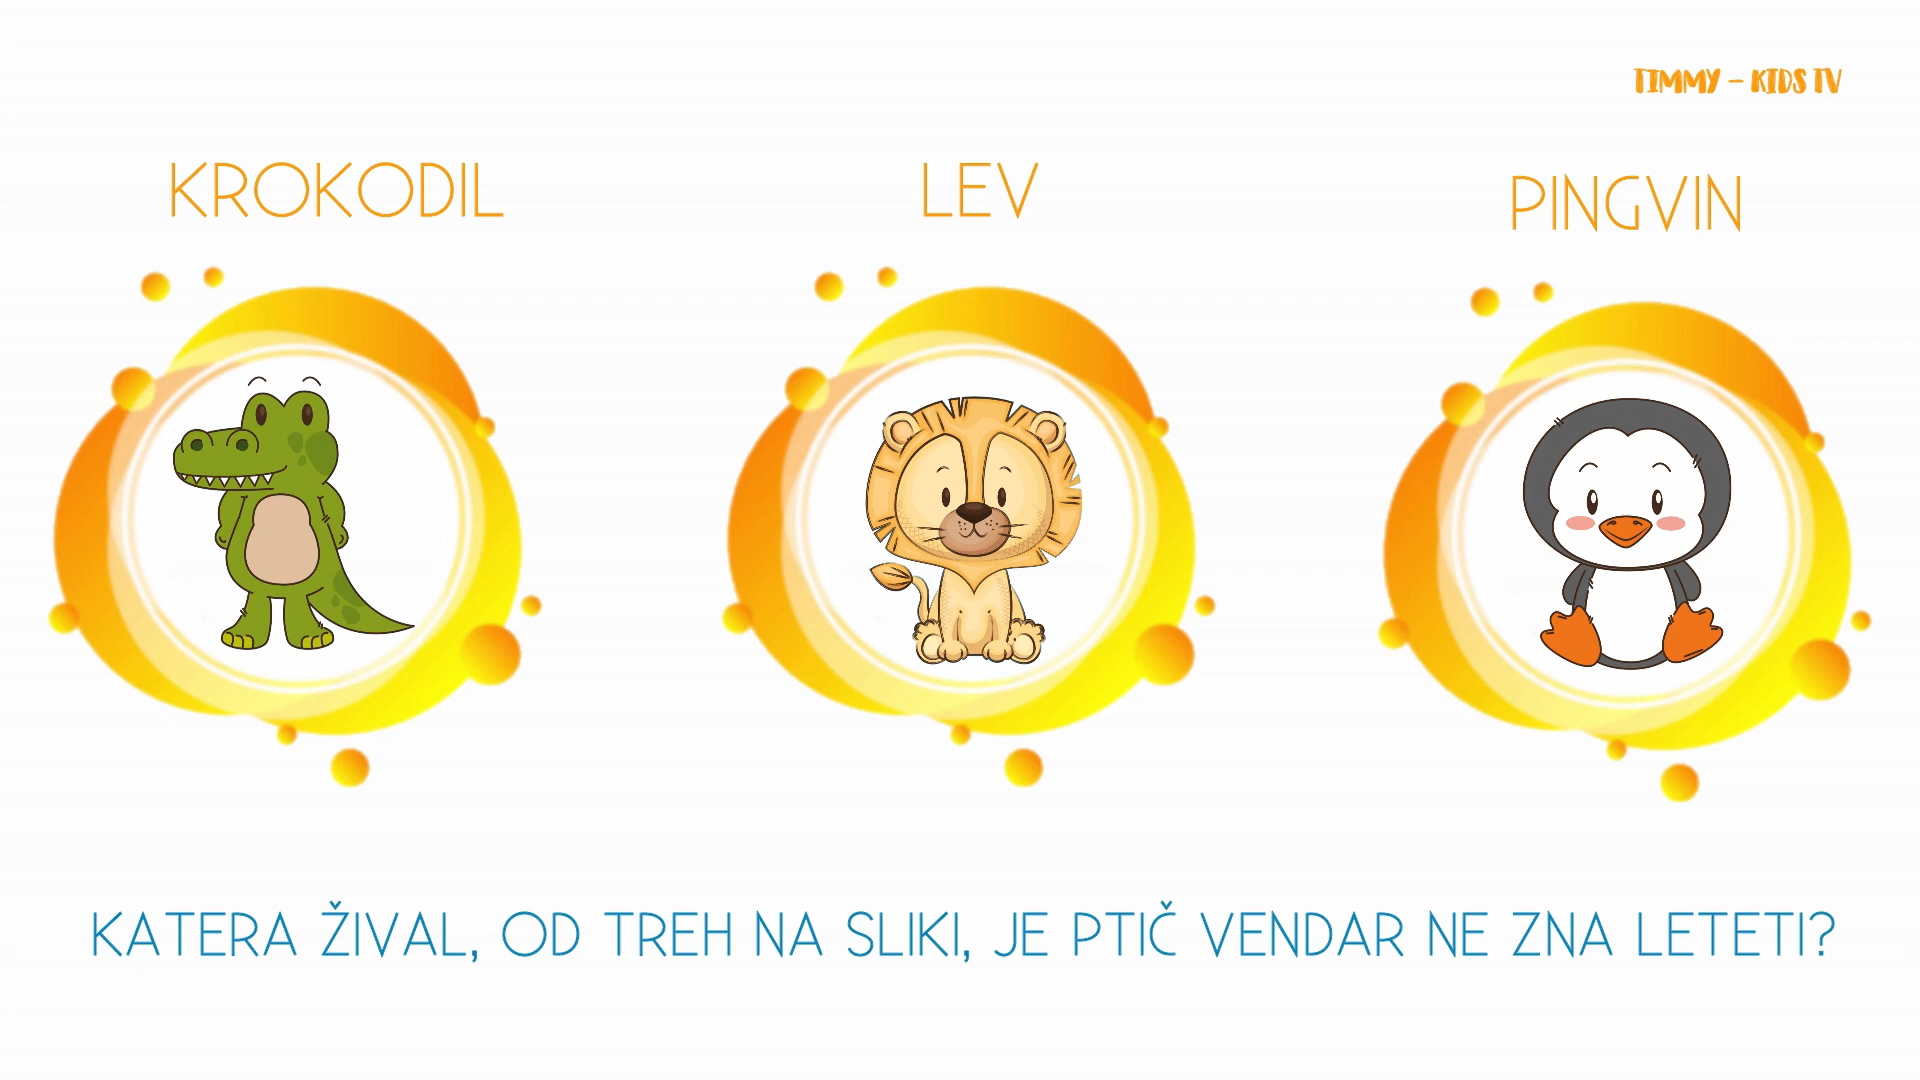 TIMMY - KIDS TV
KROKODIL
LEV
PINGVIN
KATERA ŽIVAL, OD TREH NA SLIKI, JE PTIČ VENDAR NE ZNA LETETI?